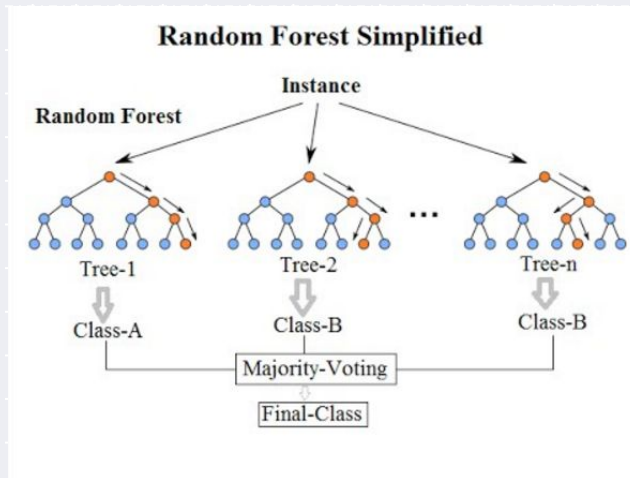 Random Forest Simplified
Instance
Random Forest
...
Tree-1
Tree-2
Tree-n
Class-A
Class-B
Class-B
Majority-Voting
Final-Class